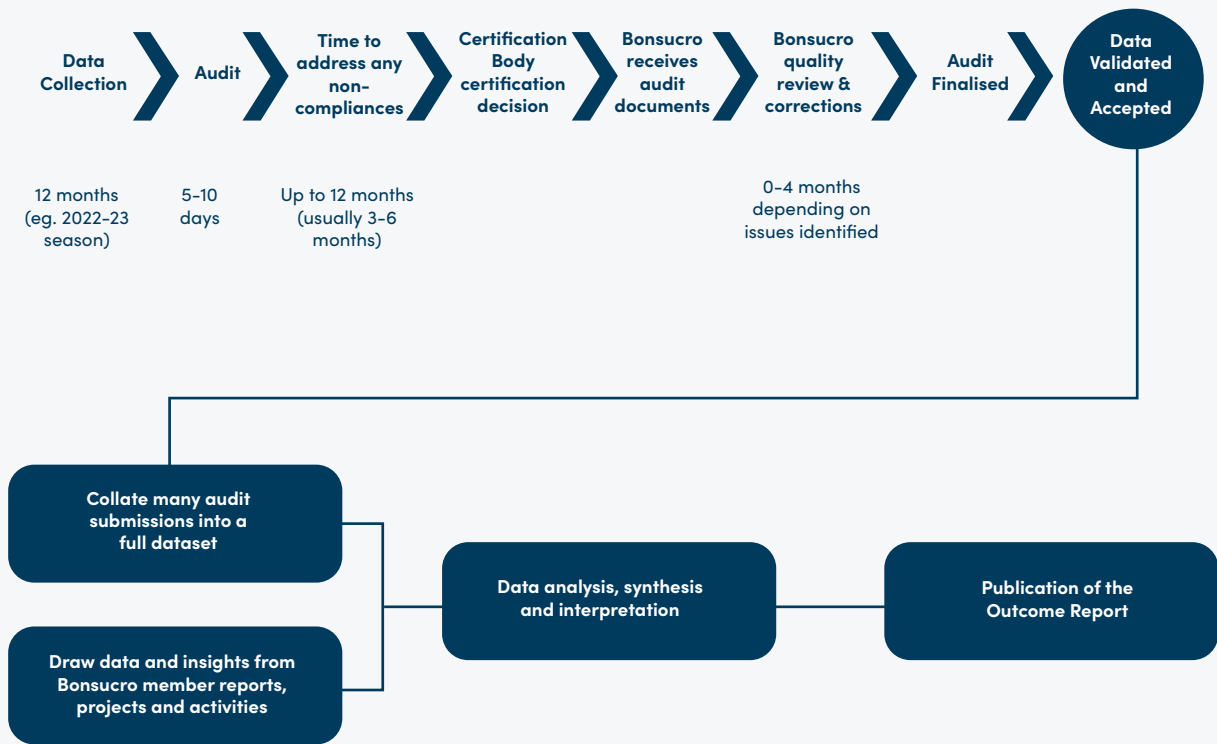 Data
Collection
Audit
Time to
address any
non-
compliances
Certification
Body
certification
decision
Bonsucro
receives
audit
documents
Bonsucro
quality
review &
corrections
Audit
Finalised
Data
Validated
and
Accepted
12 months
(eg. 2022-23
season)
5-10
days
Up to 12 months
(usually 3-6
months)
0-4 months
depending on
issues identified
Collate many audit
submissions into a
full dataset
Draw data and insights from
Bonsucro member reports,
projects and activities
Data analysis, synthesis
and interpretation
Publication of the
Outcome Report